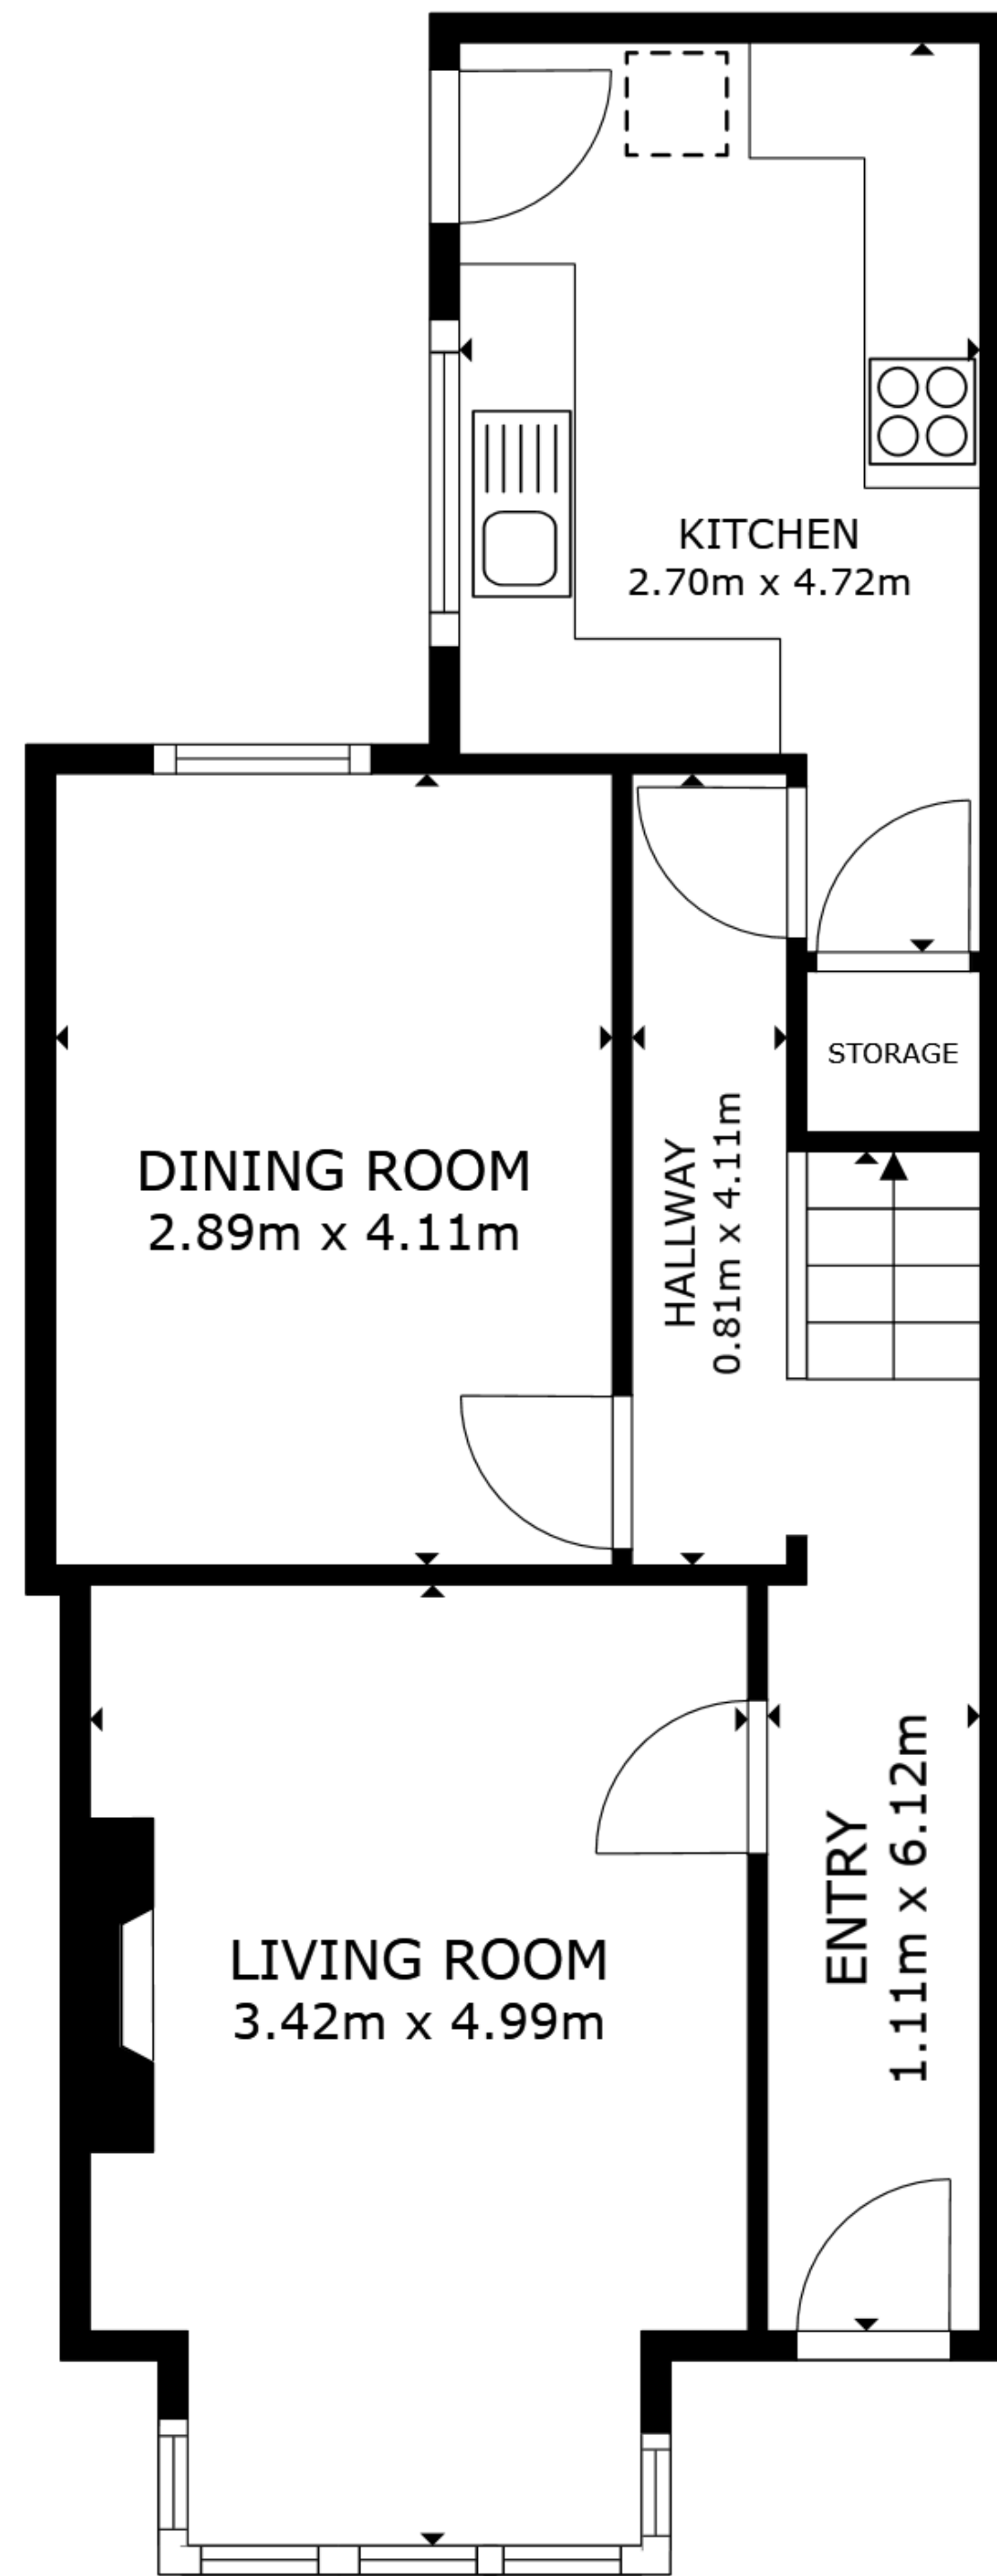 KITCHEN
2.70m x 4.72m
STORAGE
DINING ROOM
2.89m x 4.11m
HALLWAY
0.81m x 4.11m
LIVING ROOM
3.42m x 4.99m
ENTRY
1.11m x 6.12m